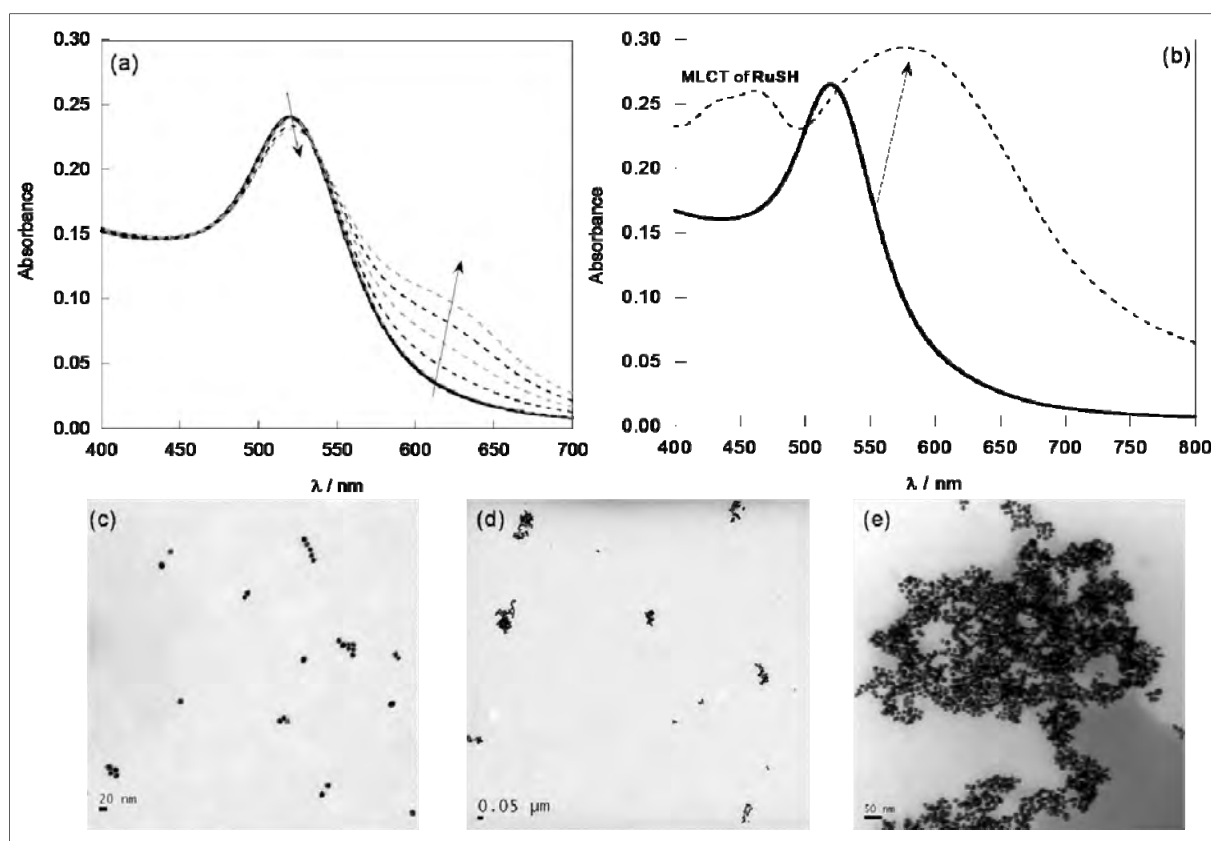 (a)
0.30
0.25
0.20
0.15
0.10
0.05
0.00
Absorbance
400 450 500 550 600 650 700
λ / nm
(b)
MLCT of RuSH
0.30
0.25
0.20
0.15
0.10
0.05
0.00
Absorbance
400 450 500 550 600 650 700 750 800
λ / nm
(c)
20 nm
(d)
0.05 µm
(e)
50 nm